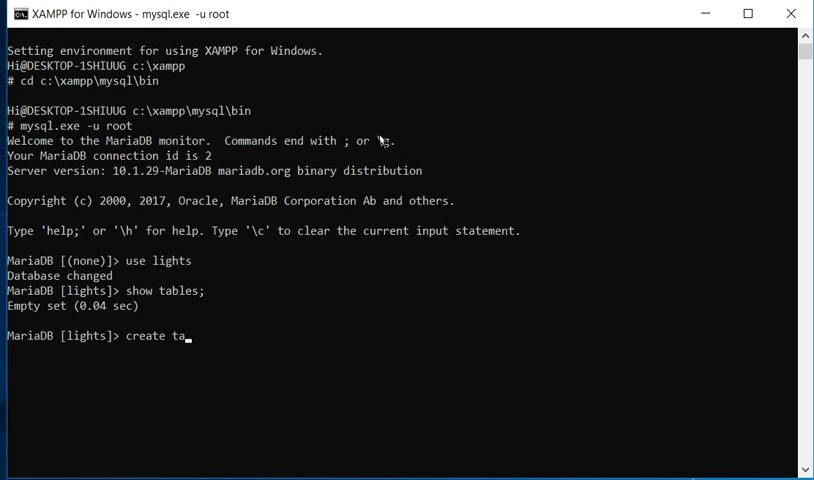 XAMPP for Windows - mysql.exe -u root
Setting environment for using XAMPP for Windows.
Hi@DESKTOP-1SHIUUG c:\xampp
# cd c:\xampp\mysql\bin
Hi@DESKTOP-1SHIUUG c:\xampp\mysql\bin
# mysql.exe -u root
Welcome to the MariaDB monitor.  Commands end with ; or \g.
Your MariaDB connection id is 2
Server version: 10.1.29-MariaDB mariadb.org binary distribution
Copyright (c) 2000, 2017, Oracle, MariaDB Corporation Ab and others.
Type 'help;' or '\h' for help. Type '\c' to clear the current input statement.
MariaDB [(none)]> use lights
Database changed
MariaDB [lights]> show tables;
Empty set (0.04 sec)
MariaDB [lights]> create ta